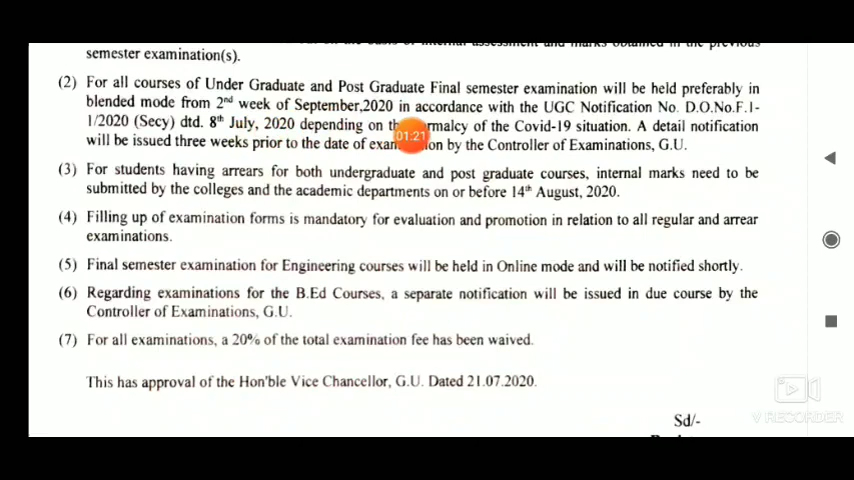 semester examination(s).
(2) For all courses of Under Graduate and Post Graduate Final semester examination will be held preferably in
blended mode from 2nd week of September,2020 in accordance with the UGC Notification No. D.O.No.F.1-
1/2020 (Secy) dtd. 8th July, 2020 depending on the normalcy of the Covid-19 situation. A detail notification
will be issued three weeks prior to the date of examination by the Controller of Examinations, G.U.
01:21
(3) For students having arrears for both undergraduate and post graduate courses, internal marks need to be
submitted by the colleges and the academic departments on or before 14th August, 2020.
(4) Filling up of examination forms is mandatory for evaluation and promotion in relation to all regular and arrear
examinations.
(5) Final semester examination for Engineering courses will be held in Online mode and will be notified shortly.
(6) Regarding examinations for the B.Ed Courses, a separate notification will be issued in due course by the
Controller of Examinations, G.U.
(7) For all examinations, a 20% of the total examination fee has been waived.
This has approval of the Hon'ble Vice Chancellor, G.U. Dated 21.07.2020.
Sd/-
V RECORDER